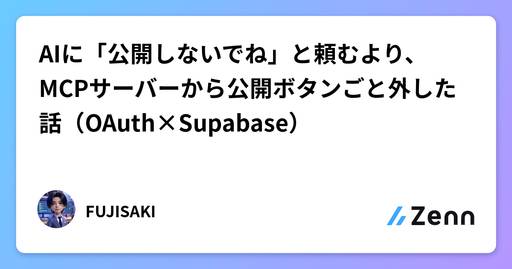 AIに「公開しないでね」と頼むより、
MCPサーバーから公開ボタンごと外した
話（OAuth×Supabase）
FUJISAKI
Zenn